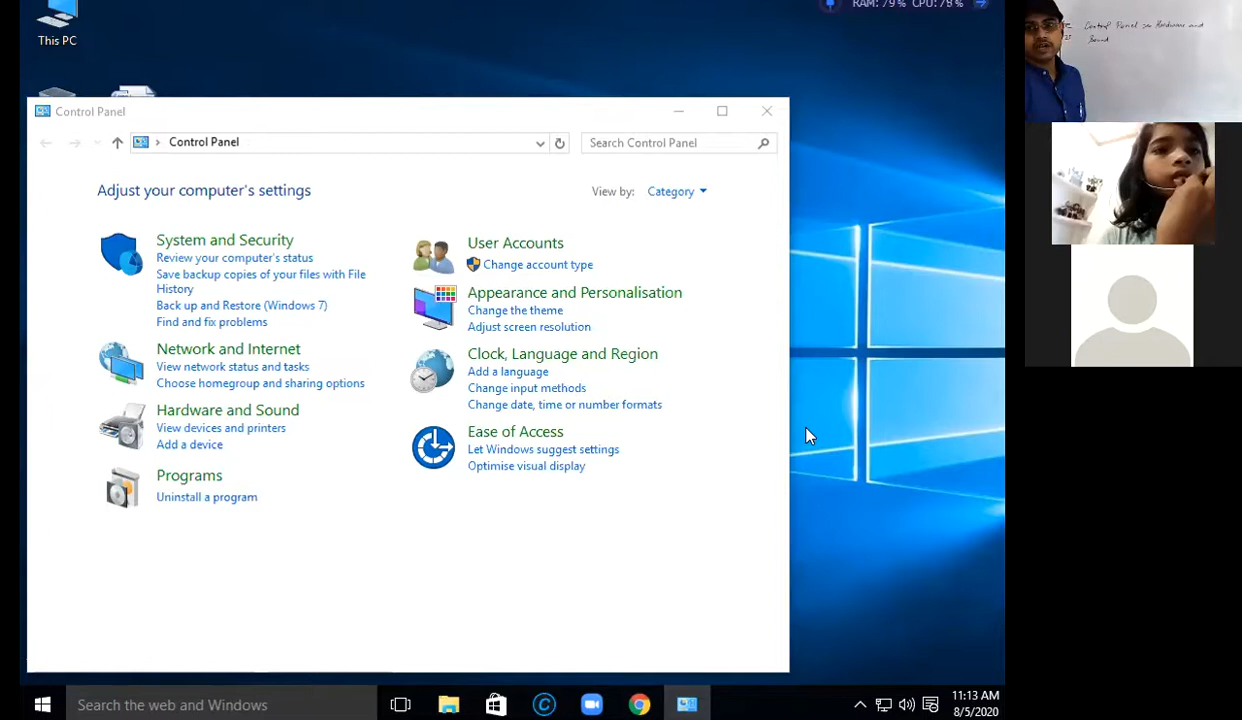 RAM: 79% CPU: 78%
This PC
Control Panel
Control Panel
Search Control Panel
Adjust your computer's settings
View by: Category
System and Security
Review your computer's status
Save backup copies of your files with File
History
Back up and Restore (Windows 7)
Find and fix problems
Network and Internet
View network status and tasks
Choose homegroup and sharing options
Hardware and Sound
View devices and printers
Add a device
Programs
Uninstall a program
User Accounts
Change account type
Appearance and Personalisation
Change the theme
Adjust screen resolution
Clock, Language and Region
Add a language
Change input methods
Change date, time or number formats
Ease of Access
Let Windows suggest settings
Optimise visual display
Search the web and Windows
11:13 AM
8/5/2020
Control Panel Hardware and
Sound